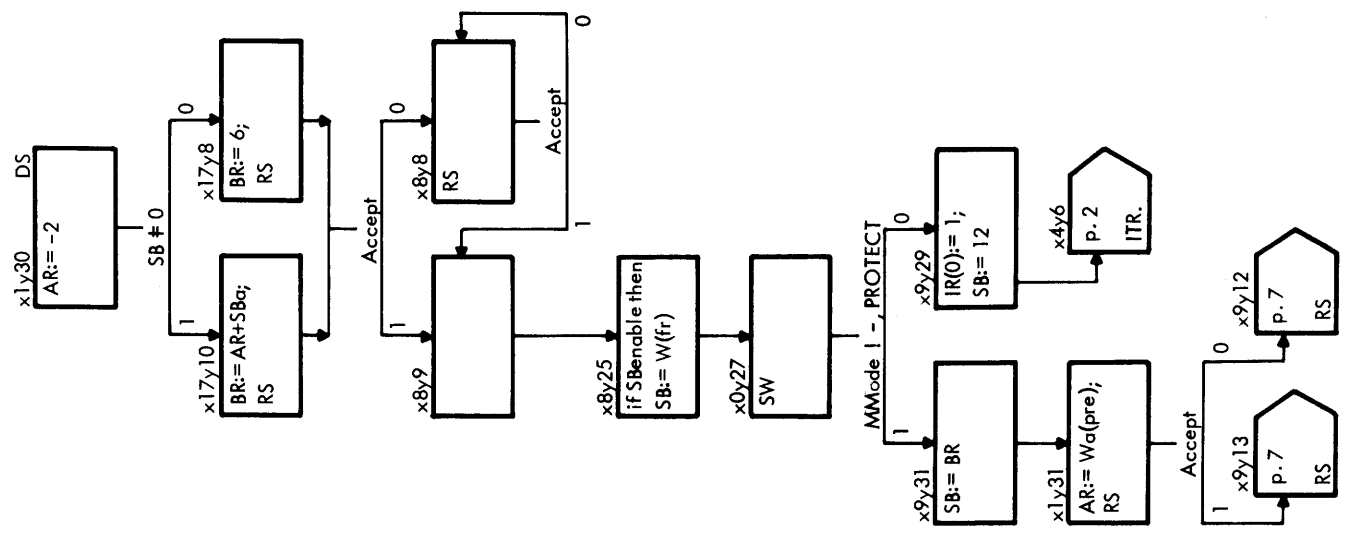 x1y30 DS
AR:= -2
SB ≠ 0
1 0
x17y10
BR:= AR+SBa;
RS
x17y8
BR:= 6;
RS
Accept
1 0
x8y9
x8y8
RS
Accept
1 0
x8y25
if SBenable then
SB:= W(fr)
x0y27
SW
MMode ! -, PROTECT
1 0
x9y31
SB:= BR
x9y29
IR(0):= 1;
SB:= 12
x1y31
AR:= Wa(pre);
RS
x4y6
p. 2
ITR.
Accept
1 0
x9y13
p. 7
RS
x9y12
p. 7
RS